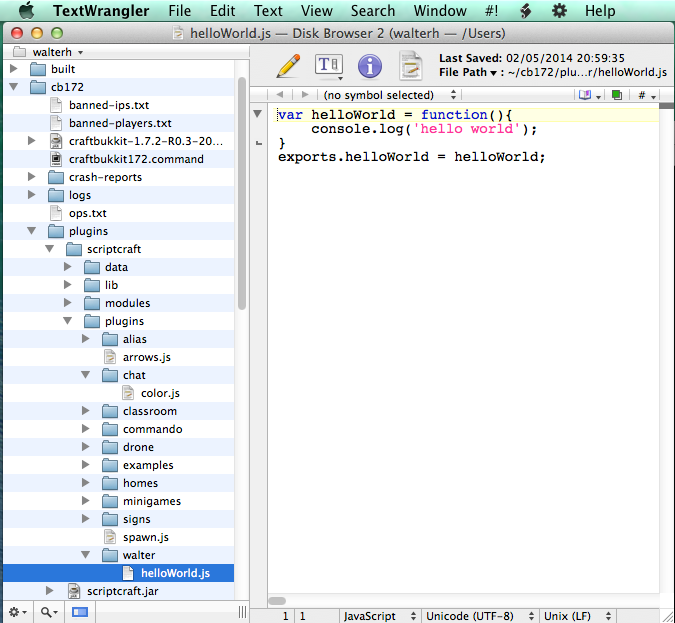 TextWrangler File Edit Text View Search Window #! Help
helloWorld.js — Disk Browser 2 (walterh — /Users)
walterh
built
cb172
banned-ips.txt
banned-players.txt
craftbukkit-1.7.2-R0.3-20...
craftbukkit172.command
crash-reports
logs
ops.txt
plugins
scriptcraft
data
lib
modules
plugins
alias
arrows.js
chat
color.js
classroom
commando
drone
examples
homes
minigames
signs
spawn.js
walter
helloWorld.js
scriptcraft.jar
T
Last Saved: 02/05/2014 20:59:35
File Path ▾ : ~/cb172/plu...r/helloWorld.js
(no symbol selected)
#
var helloWorld = function(){
    console.log('hello world');
}
exports.helloWorld = helloWorld;
1 1 JavaScript Unicode (UTF-8) Unix (LF)